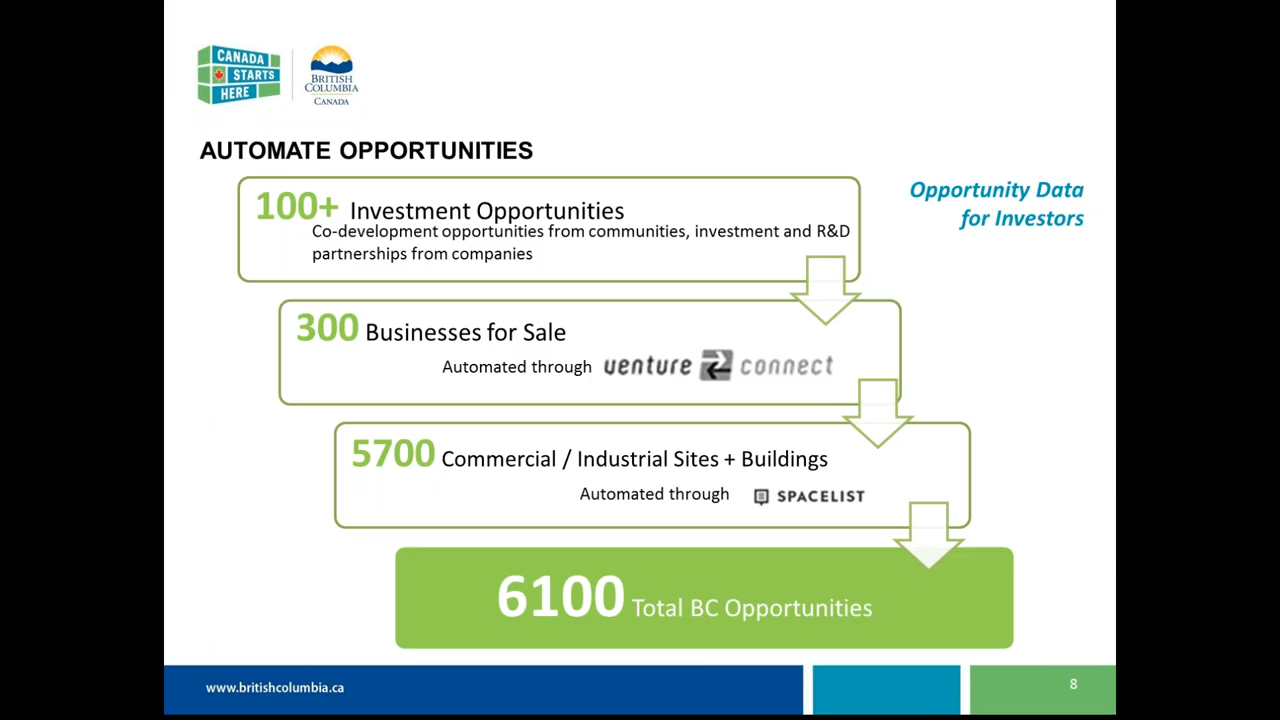 CANADA
STARTS
HERE
BRITISH
COLUMBIA
CANADA
AUTOMATE OPPORTUNITIES
Opportunity Data
for Investors
100+ Investment Opportunities
Co-development opportunities from communities, investment and R&D
partnerships from companies
300 Businesses for Sale
Automated through venture connect
5700 Commercial / Industrial Sites + Buildings
Automated through SPACELIST
6100 Total BC Opportunities
www.britishcolumbia.ca
8